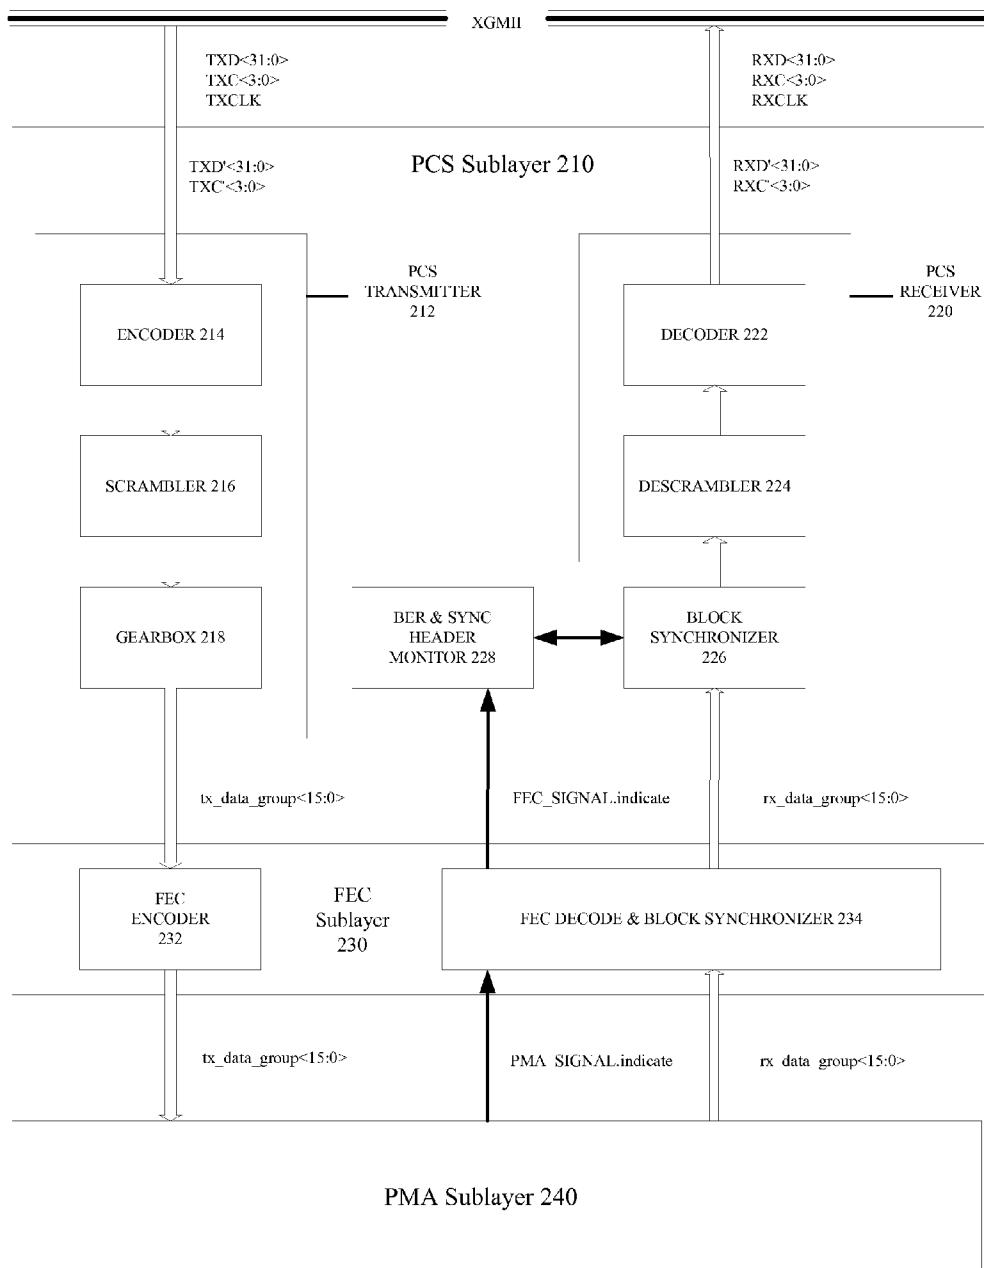 XGMII
TXD<31:0>
TXC<3:0>
TXCLK
RXD<31:0>
RXC<3:0>
RXCLK
PCS Sublayer 210
TXD'<31:0>
TXC'<3:0>
RXD'<31:0>
RXC'<3:0>
PCS
TRANSMITTER
212
PCS
RECEIVER
220
ENCODER 214
DECODER 222
SCRAMBLER 216
DESCRAMBLER 224
GEARBOX 218
BER & SYNC
HEADER
MONITOR 228
BLOCK
SYNCHRONIZER
226
tx_data_group<15:0>
FEC_SIGNAL.indicate
rx_data_group<15:0>
FEC
ENCODER
232
FEC
Sublayer
230
FEC DECODE & BLOCK SYNCHRONIZER 234
tx_data_group<15:0>
PMA_SIGNAL.indicate
rx_data_group<15:0>
PMA Sublayer 240